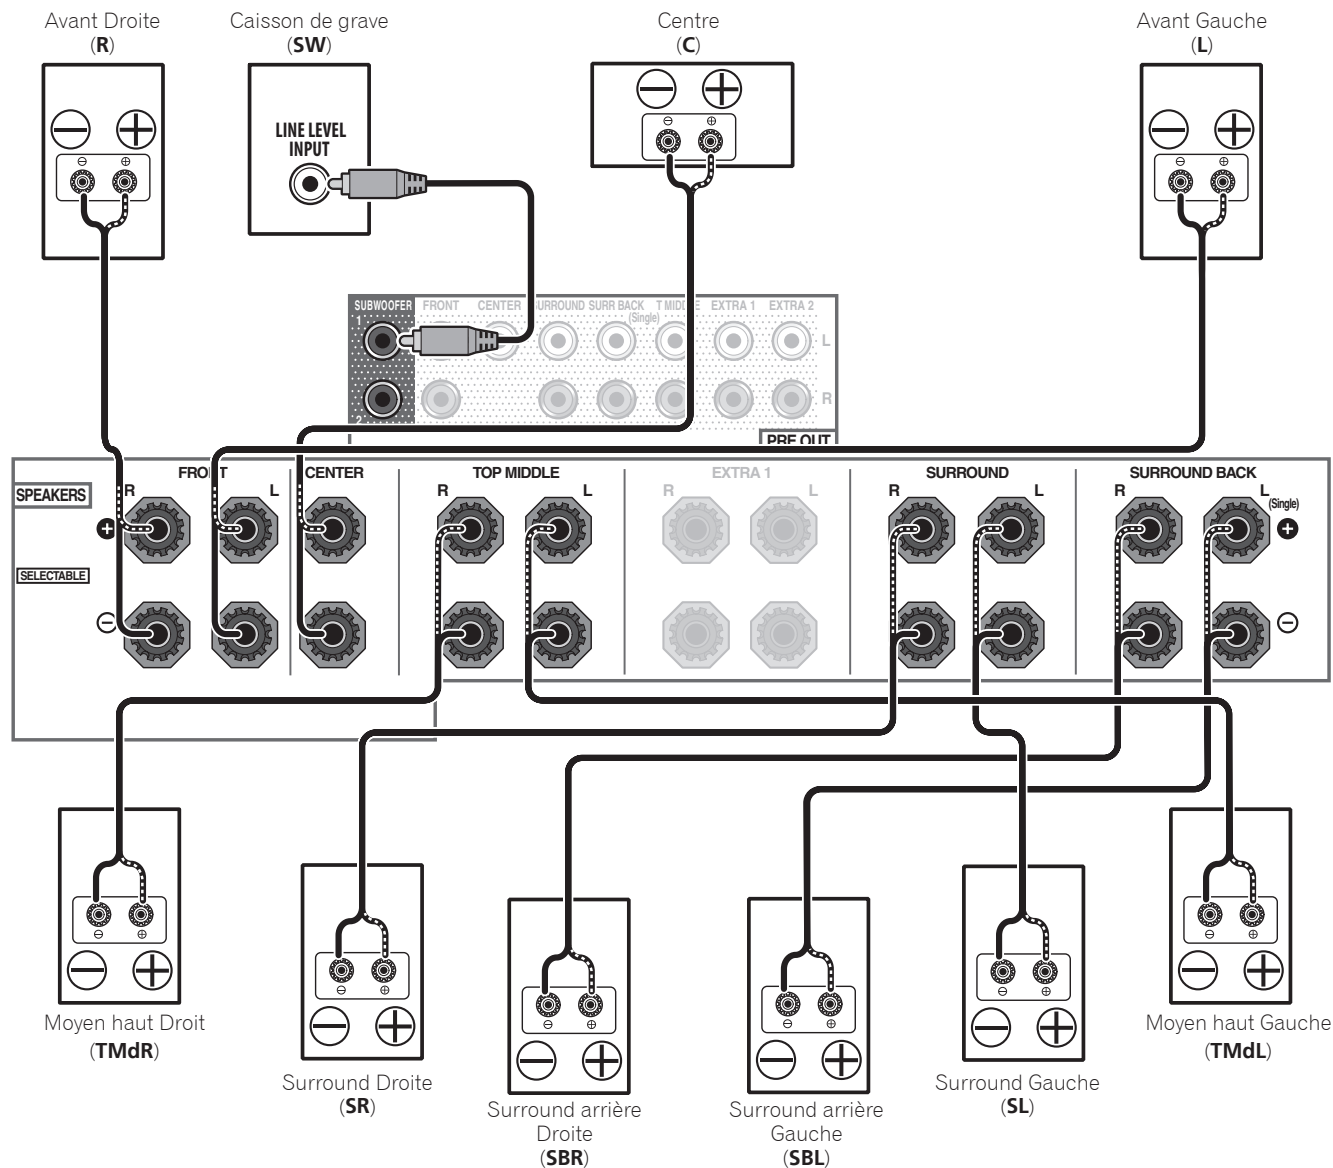 Avant Droite
(R)
Caisson de grave
(SW)
Centre
(C)
Avant Gauche
(L)
LINE LEVEL
INPUT
SUBWOOFER FRONT CENTER SURROUND SURR BACK T MIDDLE EXTRA 1 EXTRA 2
(Single)
1
L
2
R
PRE OUT
SPEAKERS
SELECTABLE
FRONT
R L
CENTER
TOP MIDDLE
R L
EXTRA 1
R L
SURROUND
R L
SURROUND BACK
R L
(Single)
Moyen haut Droit
(TMdR)
Surround Droite
(SR)
Surround arrière
Droite
(SBR)
Surround arrière
Gauche
(SBL)
Surround Gauche
(SL)
Moyen haut Gauche
(TMdL)